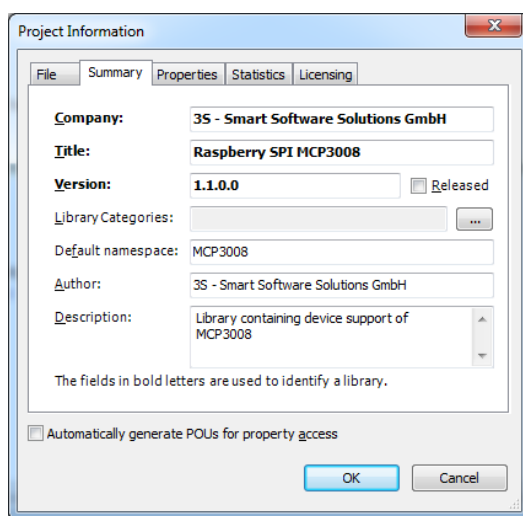 Project Information
File Summary Properties Statistics Licensing
Company: 3S - Smart Software Solutions GmbH
Title: Raspberry SPI MCP3008
Version: 1.1.0.0 Released
Library Categories: ...
Default namespace: MCP3008
Author: 3S - Smart Software Solutions GmbH
Description: Library containing device support of
MCP3008
The fields in bold letters are used to identify a library.
Automatically generate POUs for property access
OK Cancel